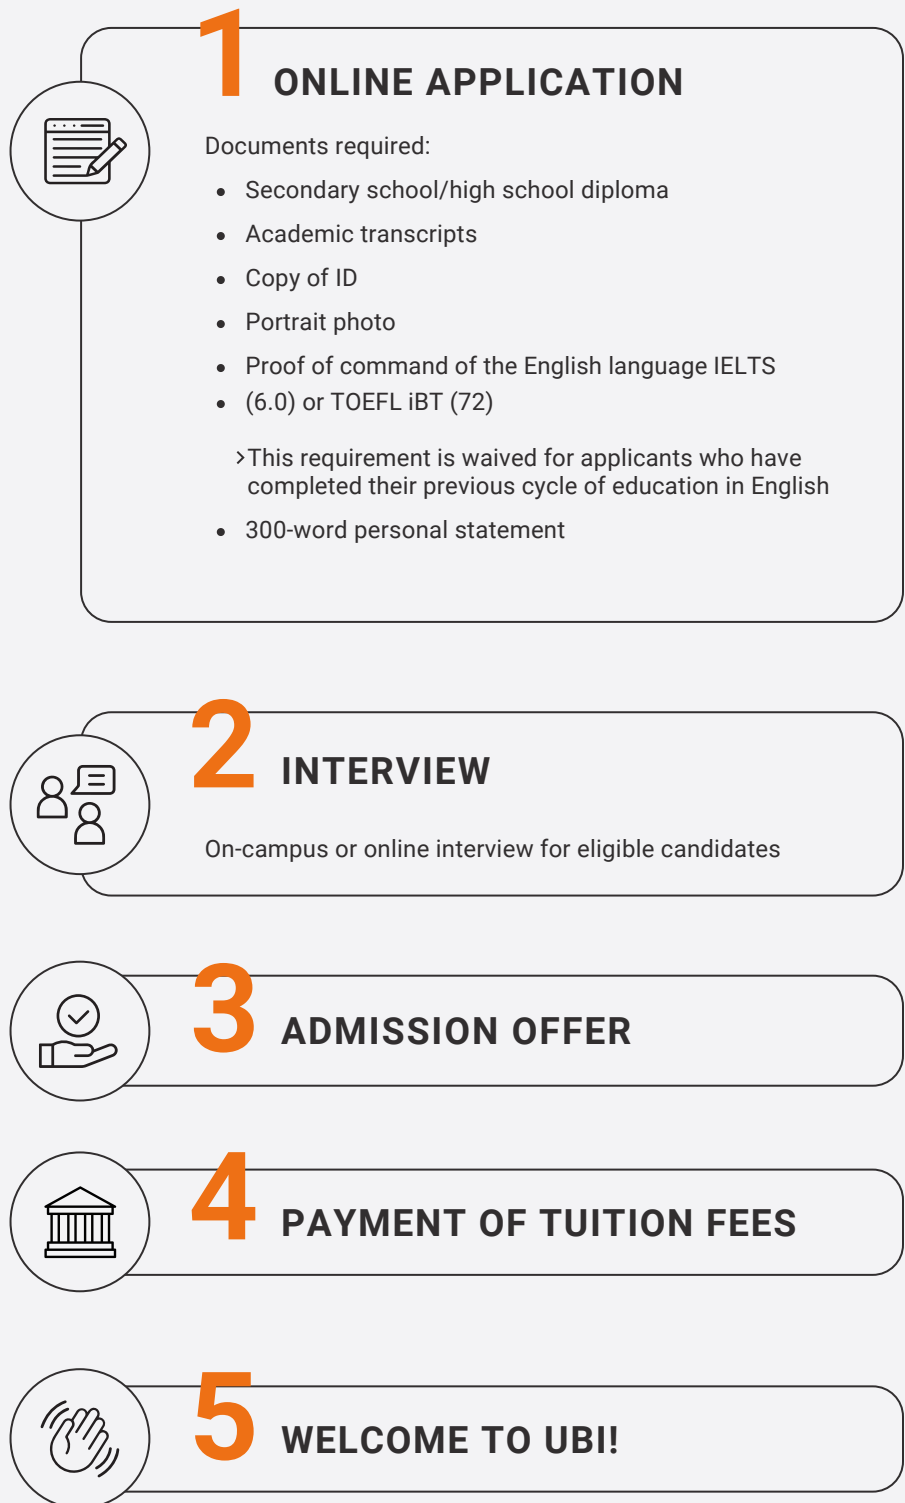 1 ONLINE APPLICATION
Documents required:
• Secondary school/high school diploma
• Academic transcripts
• Copy of ID
• Portrait photo
• Proof of command of the English language IELTS
• (6.0) or TOEFL iBT (72)
>This requirement is waived for applicants who have
completed their previous cycle of education in English
• 300-word personal statement
2 INTERVIEW
On-campus or online interview for eligible candidates
3 ADMISSION OFFER
4 PAYMENT OF TUITION FEES
5 WELCOME TO UBI!